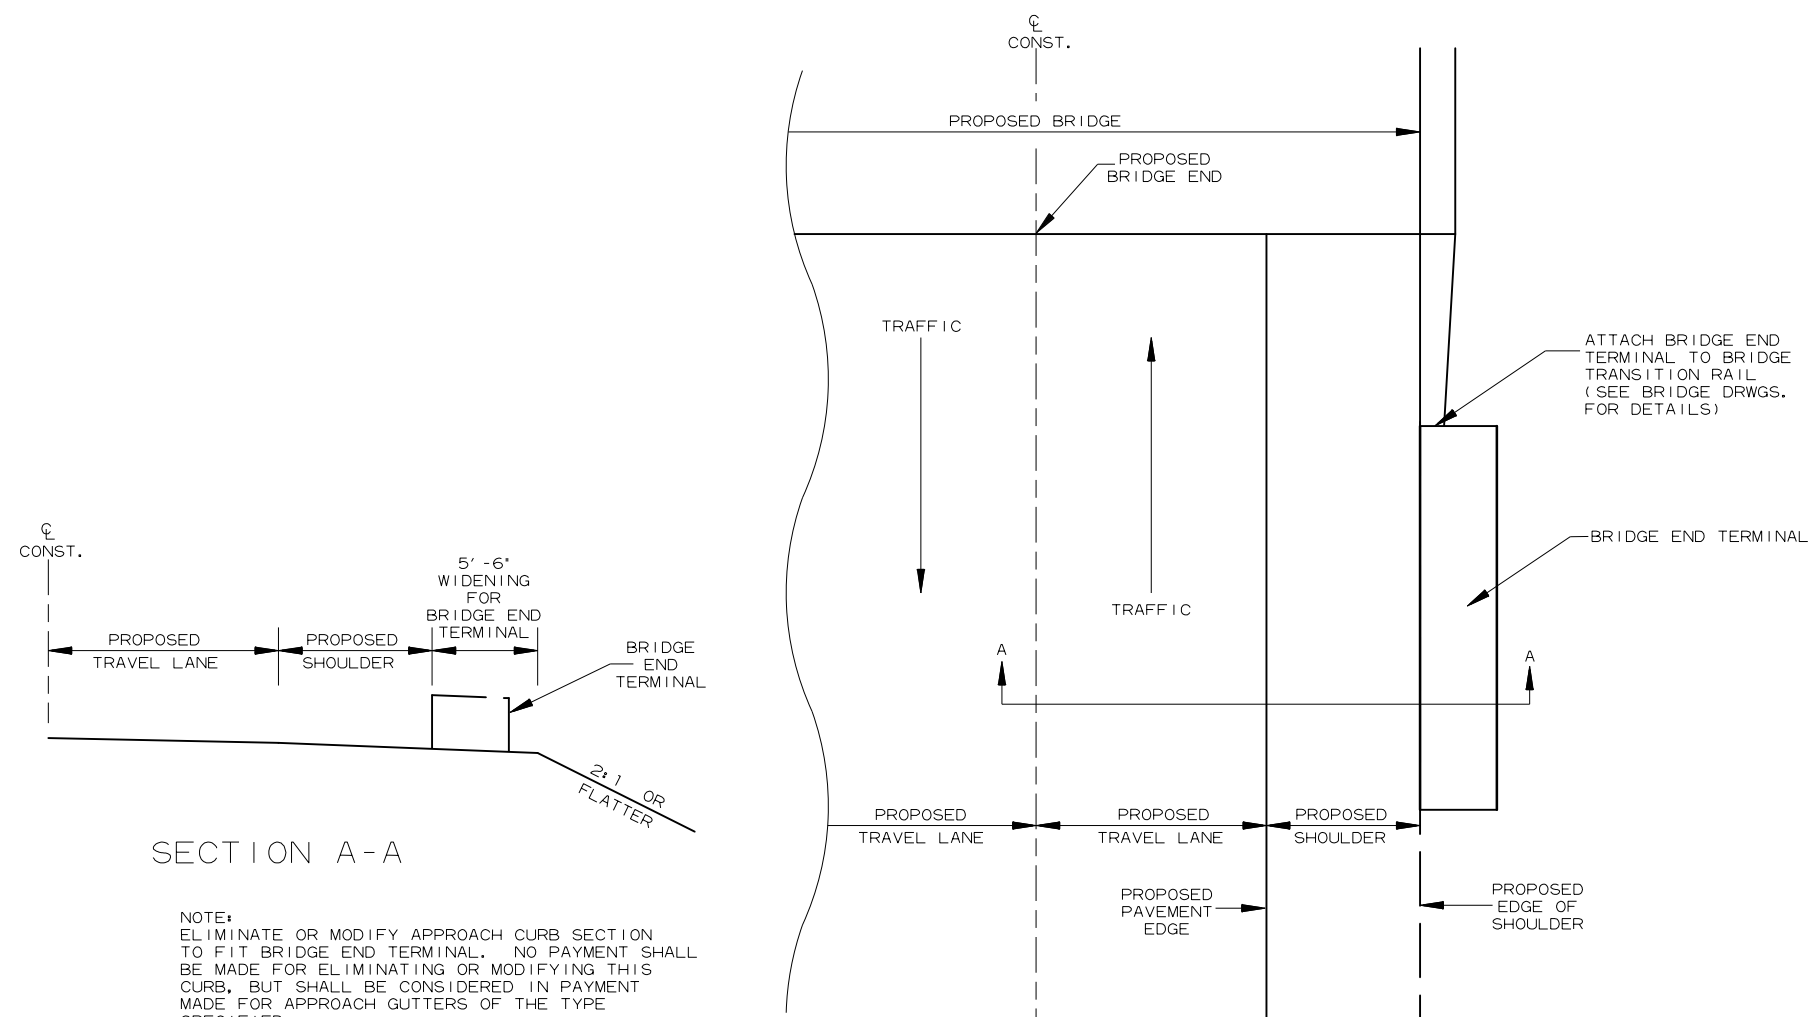 ℄
CONST.
PROPOSED BRIDGE
PROPOSED
BRIDGE END
TRAFFIC
TRAFFIC
ATTACH BRIDGE END
TERMINAL TO BRIDGE
TRANSITION RAIL
(SEE BRIDGE DRWGS.
FOR DETAILS)
BRIDGE END TERMINAL
A
A
PROPOSED
TRAVEL LANE
PROPOSED
TRAVEL LANE
PROPOSED
SHOULDER
PROPOSED
PAVEMENT
EDGE
PROPOSED
EDGE OF
SHOULDER
℄
CONST.
5'-6"
WIDENING
FOR
BRIDGE END
TERMINAL
PROPOSED
TRAVEL LANE
PROPOSED
SHOULDER
BRIDGE
END
TERMINAL
2:1 OR
FLATTER
SECTION A-A
NOTE:
ELIMINATE OR MODIFY APPROACH CURB SECTION
TO FIT BRIDGE END TERMINAL. NO PAYMENT SHALL
BE MADE FOR ELIMINATING OR MODIFYING THIS
CURB, BUT SHALL BE CONSIDERED IN PAYMENT
MADE FOR APPROACH GUTTERS OF THE TYPE